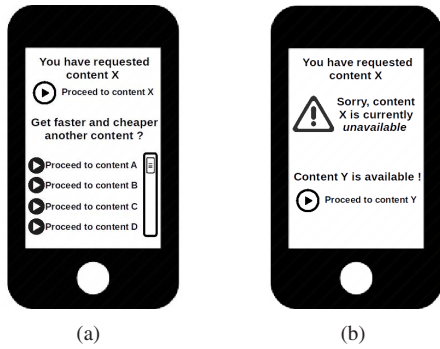 You have requested
content X
Proceed to content X
Get faster and cheaper
another content ?
Proceed to content A
Proceed to content B
Proceed to content C
Proceed to content D
(a)
You have requested
content X
Sorry, content
X is currently
unavailable
Content Y is available !
Proceed to content Y
(b)